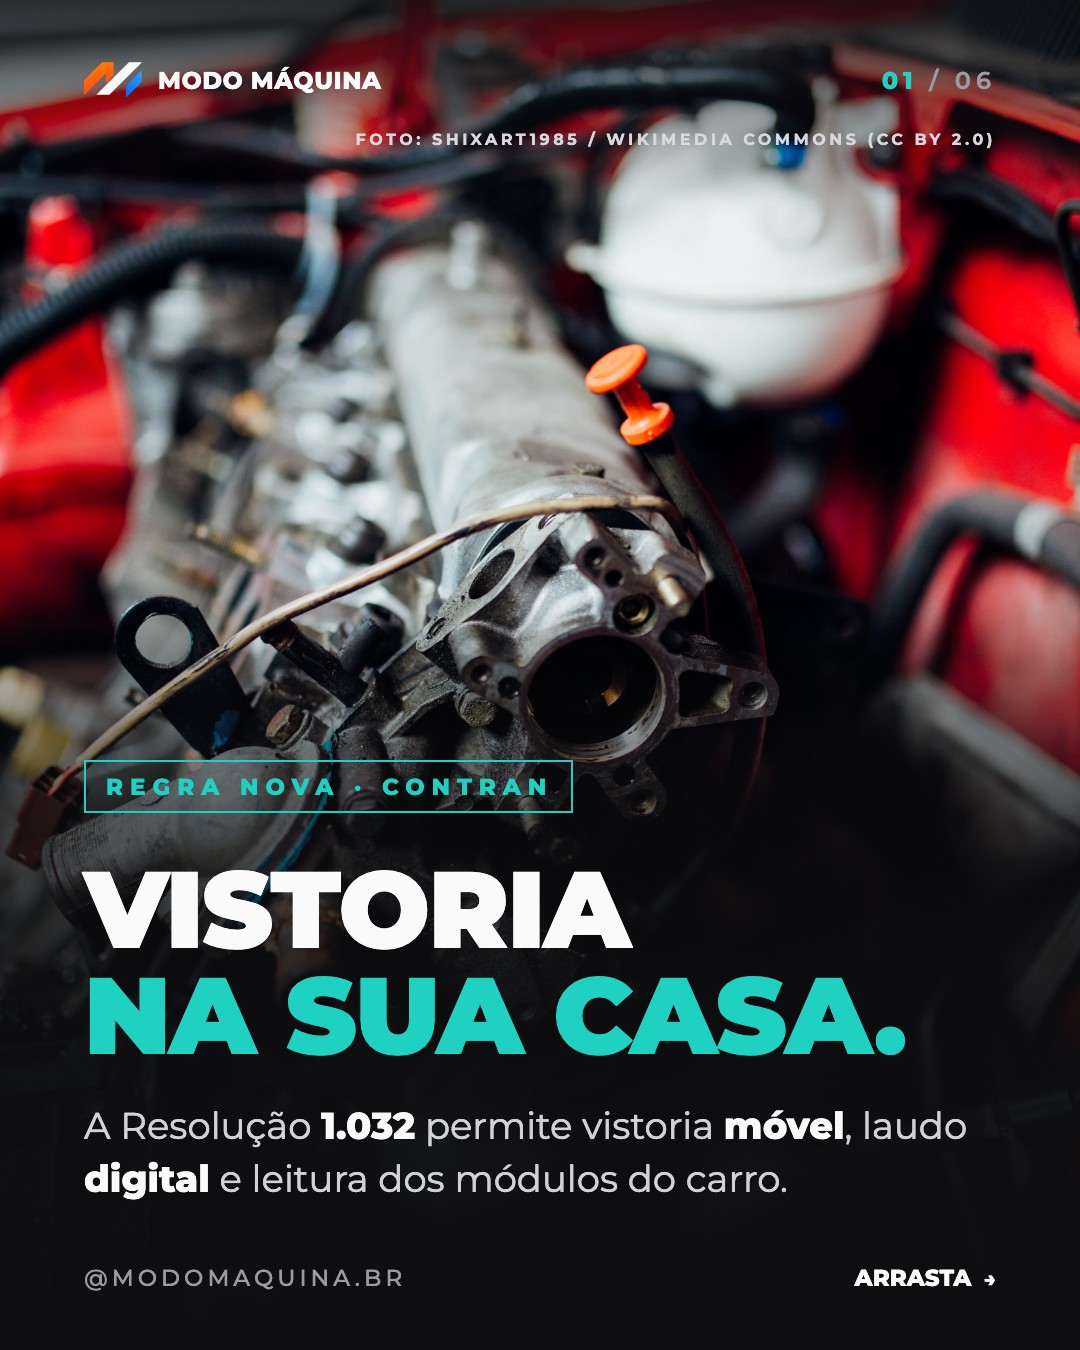 MODO MÁQUINA
01 / 06
FOTO: SHIXART1985 / WIKIMEDIA COMMONS (CC BY 2.0)
REGRA NOVA · CONTRAN
VISTORIA
NA SUA CASA.
A Resolução 1.032 permite vistoria móvel, laudo
digital e leitura dos módulos do carro.
@MODOMAQUINA.BR
ARRASTA →